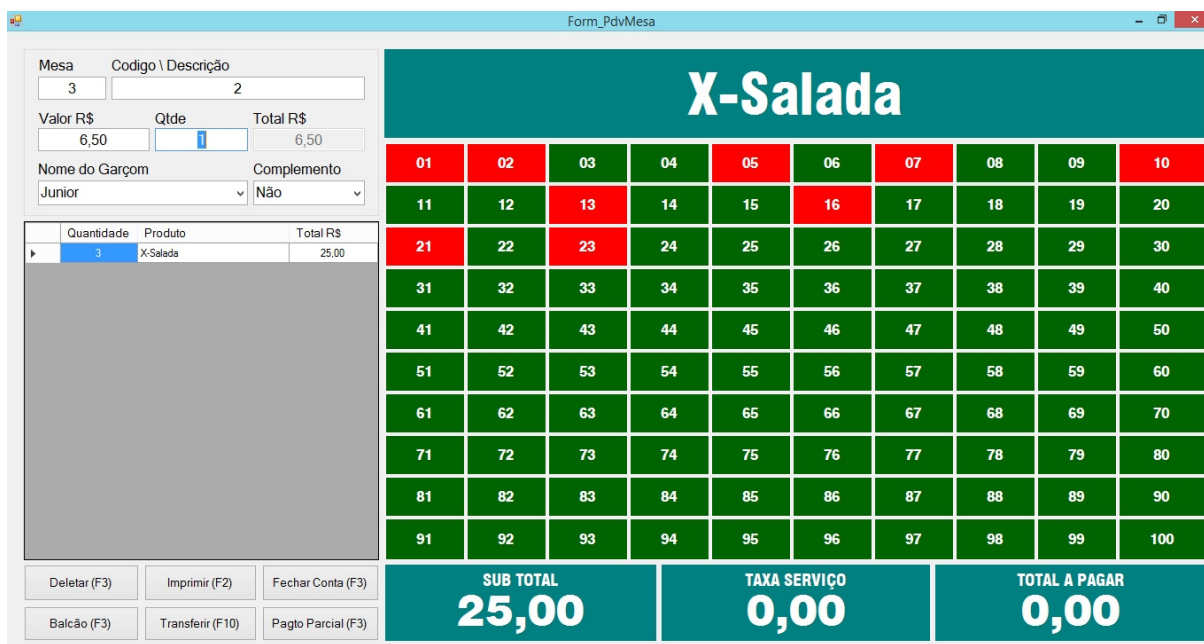 Form_PdvMesa
Mesa Codigo \ Descrição
3 2
Valor R$ Qtde Total R$
6,50 1 6,50
Nome do Garçom Complemento
Junior Não
Quantidade Produto Total R$
3 X-Salada 25,00
Deletar (F3) Imprimir (F2) Fechar Conta (F3)
Balcão (F3) Transferir (F10) Pagto Parcial (F3)
X-Salada
01 02 03 04 05 06 07 08 09 10
11 12 13 14 15 16 17 18 19 20
21 22 23 24 25 26 27 28 29 30
31 32 33 34 35 36 37 38 39 40
41 42 43 44 45 46 47 48 49 50
51 52 53 54 55 56 57 58 59 60
61 62 63 64 65 66 67 68 69 70
71 72 73 74 75 76 77 78 79 80
81 82 83 84 85 86 87 88 89 90
91 92 93 94 95 96 97 98 99 100
SUB TOTAL TAXA SERVIÇO TOTAL A PAGAR
25,00 0,00 0,00